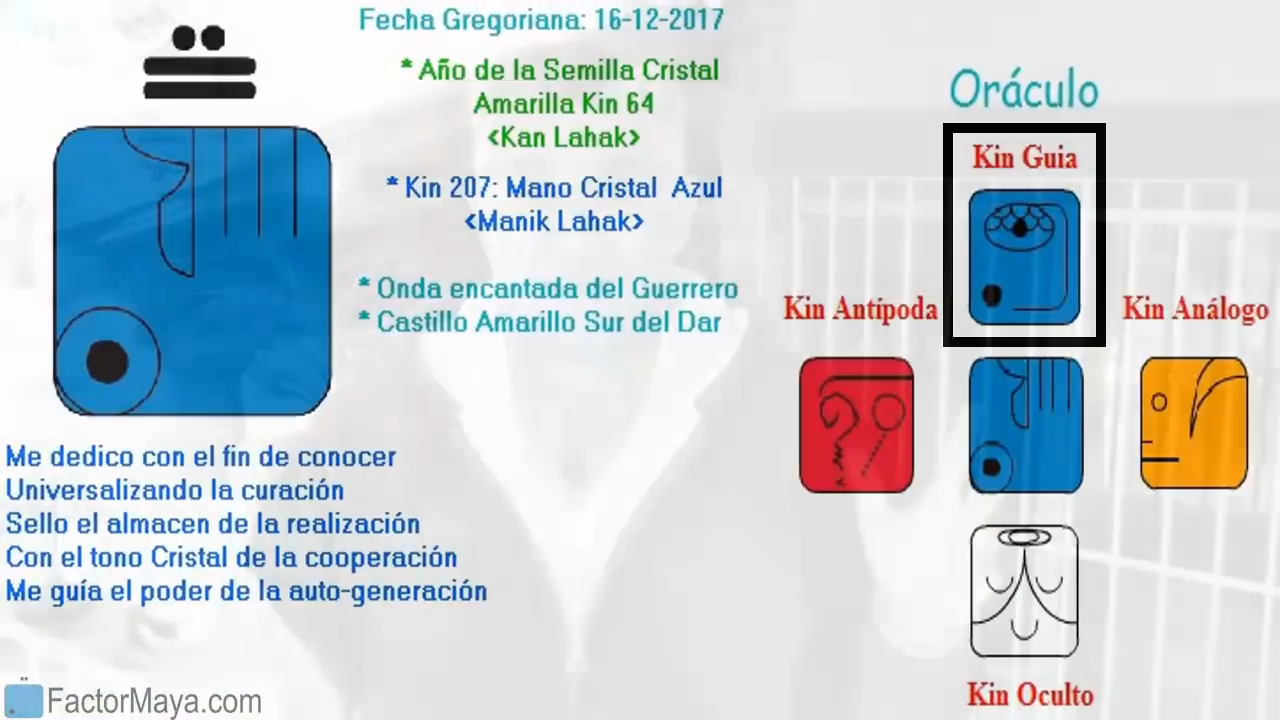 Fecha Gregoriana: 16-12-2017
* Año de la Semilla Cristal
Amarilla Kin 64
<Kan Lahak>
* Kin 207: Mano Cristal Azul
<Manik Lahak>
* Onda encantada del Guerrero
* Castillo Amarillo Sur del Dar
Me dedico con el fin de conocer
Universalizando la curación
Sello el almacen de la realización
Con el tono Cristal de la cooperación
Me guía el poder de la auto-generación
Oráculo
Kin Guia
Kin Antípoda
Kin Análogo
Kin Oculto
FactorMaya.com